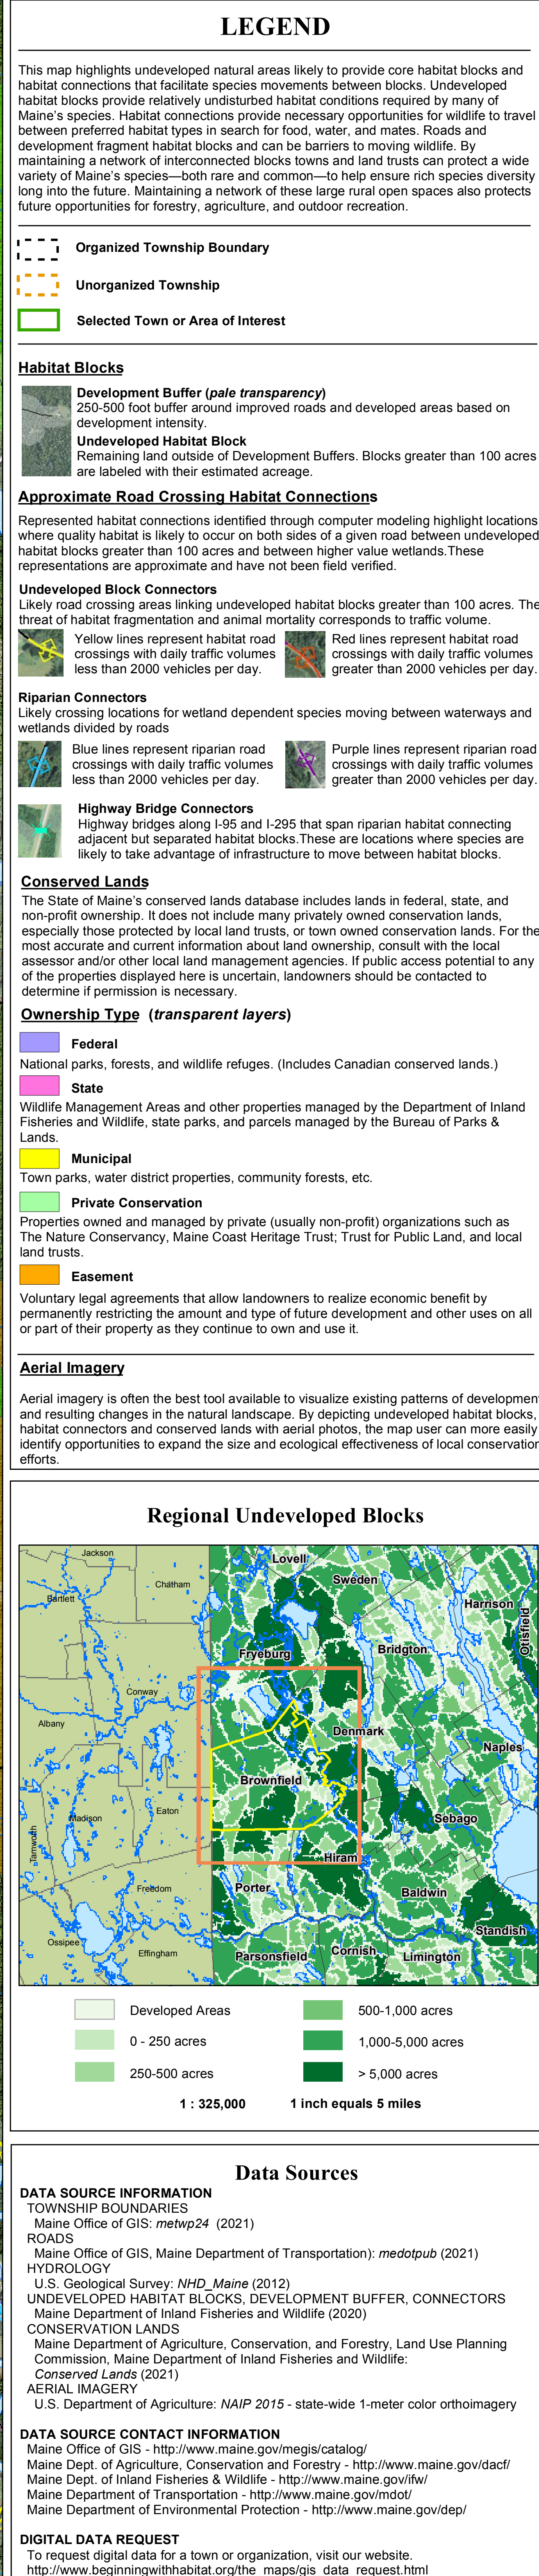 LEGEND
This map highlights undeveloped natural areas likely to provide core habitat blocks and
habitat connections that facilitate species movements between blocks. Undeveloped
habitat blocks provide relatively undisturbed habitat conditions required by many of
Maine's species. Habitat connections provide necessary opportunities for wildlife to travel
between preferred habitat types in search for food, water, and mates. Roads and
development fragment habitat blocks and can be barriers to moving wildlife. By
maintaining a network of interconnected blocks towns and land trusts can protect a wide
variety of Maine's species—both rare and common—to help ensure rich species diversity
long into the future. Maintaining a network of these large rural open spaces also protects
future opportunities for forestry, agriculture, and outdoor recreation.
Organized Township Boundary
Unorganized Township
Selected Town or Area of Interest
Habitat Blocks
Development Buffer (pale transparency)
250-500 foot buffer around improved roads and developed areas based on
development intensity.
Undeveloped Habitat Block
Remaining land outside of Development Buffers. Blocks greater than 100 acres
are labeled with their estimated acreage.
Approximate Road Crossing Habitat Connections
Represented habitat connections identified through computer modeling highlight locations
where quality habitat is likely to occur on both sides of a given road between undeveloped
habitat blocks greater than 100 acres and between higher value wetlands.These
representations are approximate and have not been field verified.
Undeveloped Block Connectors
Likely road crossing areas linking undeveloped habitat blocks greater than 100 acres. The
threat of habitat fragmentation and animal mortality corresponds to traffic volume.
Yellow lines represent habitat road
crossings with daily traffic volumes
less than 2000 vehicles per day.
Red lines represent habitat road
crossings with daily traffic volumes
greater than 2000 vehicles per day.
Riparian Connectors
Likely crossing locations for wetland dependent species moving between waterways and
wetlands divided by roads
Blue lines represent riparian road
crossings with daily traffic volumes
less than 2000 vehicles per day.
Purple lines represent riparian road
crossings with daily traffic volumes
greater than 2000 vehicles per day.
Highway Bridge Connectors
Highway bridges along I-95 and I-295 that span riparian habitat connecting
adjacent but separated habitat blocks.These are locations where species are
likely to take advantage of infrastructure to move between habitat blocks.
Conserved Lands
The State of Maine's conserved lands database includes lands in federal, state, and
non-profit ownership. It does not include many privately owned conservation lands,
especially those protected by local land trusts, or town owned conservation lands. For the
most accurate and current information about land ownership, consult with the local
assessor and/or other local land management agencies. If public access potential to any
of the properties displayed here is uncertain, landowners should be contacted to
determine if permission is necessary.
Ownership Type (transparent layers)
Federal
National parks, forests, and wildlife refuges. (Includes Canadian conserved lands.)
State
Wildlife Management Areas and other properties managed by the Department of Inland
Fisheries and Wildlife, state parks, and parcels managed by the Bureau of Parks &
Lands.
Municipal
Town parks, water district properties, community forests, etc.
Private Conservation
Properties owned and managed by private (usually non-profit) organizations such as
The Nature Conservancy, Maine Coast Heritage Trust; Trust for Public Land, and local
land trusts.
Easement
Voluntary legal agreements that allow landowners to realize economic benefit by
permanently restricting the amount and type of future development and other uses on all
or part of their property as they continue to own and use it.
Aerial Imagery
Aerial imagery is often the best tool available to visualize existing patterns of development
and resulting changes in the natural landscape. By depicting undeveloped habitat blocks,
habitat connectors and conserved lands with aerial photos, the map user can more easily
identify opportunities to expand the size and ecological effectiveness of local conservation
efforts.
Regional Undeveloped Blocks
Jackson
Lovell
Chatham
Sweden
Bartlett
Harrison
Otisfield
Fryeburg
Bridgton
Conway
Albany
Denmark
Naples
Brownfield
Eaton
Madison
Sebago
Tamworth
Hiram
Freedom
Porter
Baldwin
Standish
Ossipee
Effingham
Parsonsfield
Cornish
Limington
Developed Areas
0 - 250 acres
250-500 acres
500-1,000 acres
1,000-5,000 acres
> 5,000 acres
1 : 325,000
1 inch equals 5 miles
Data Sources
DATA SOURCE INFORMATION
TOWNSHIP BOUNDARIES
Maine Office of GIS: metwp24 (2021)
ROADS
Maine Office of GIS, Maine Department of Transportation): medotpub (2021)
HYDROLOGY
U.S. Geological Survey: NHD_Maine (2012)
UNDEVELOPED HABITAT BLOCKS, DEVELOPMENT BUFFER, CONNECTORS
Maine Department of Inland Fisheries and Wildlife (2020)
CONSERVATION LANDS
Maine Department of Agriculture, Conservation, and Forestry, Land Use Planning
Commission, Maine Department of Inland Fisheries and Wildlife:
Conserved Lands (2021)
AERIAL IMAGERY
U.S. Department of Agriculture: NAIP 2015 - state-wide 1-meter color orthoimagery
DATA SOURCE CONTACT INFORMATION
Maine Office of GIS - http://www.maine.gov/megis/catalog/
Maine Dept. of Agriculture, Conservation and Forestry - http://www.maine.gov/dacf/
Maine Dept. of Inland Fisheries & Wildlife - http://www.maine.gov/ifw/
Maine Department of Transportation - http://www.maine.gov/mdot/
Maine Department of Environmental Protection - http://www.maine.gov/dep/
DIGITAL DATA REQUEST
To request digital data for a town or organization, visit our website.
http://www.beginningwithhabitat.org/the_maps/gis_data_request.html